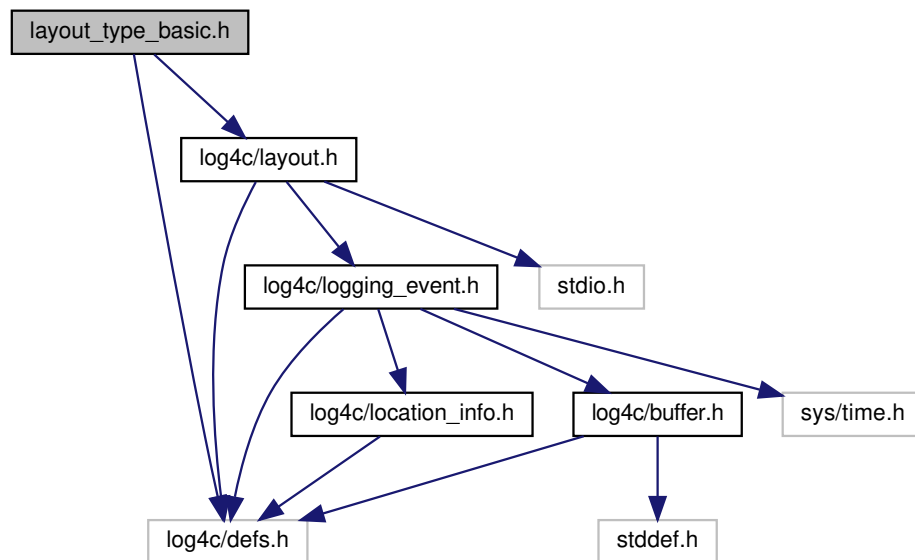 layout_type_basic.h
log4c/layout.h
log4c/logging_event.h
stdio.h
log4c/location_info.h
log4c/buffer.h
sys/time.h
log4c/defs.h
stddef.h